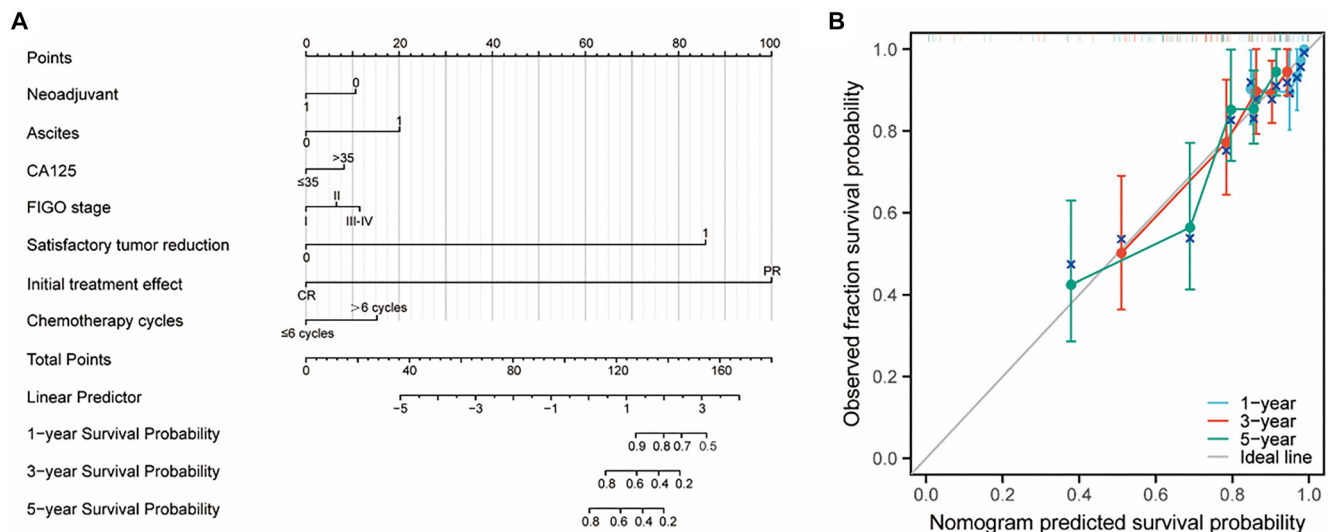 A
Points
0 20 40 60 80 100
Neoadjuvant
0
1
Ascites
1
0
CA125
>35
≤35
FIGO stage
II
I III-IV
Satisfactory tumor reduction
1
0
Initial treatment effect
PR
CR
Chemotherapy cycles
>6 cycles
≤6 cycles
Total Points
0 40 80 120 160
Linear Predictor
−5 −3 −1 1 3
1−year Survival Probability
0.9 0.8 0.7 0.5
3−year Survival Probability
0.8 0.6 0.4 0.2
5−year Survival Probability
0.8 0.6 0.4 0.2
B
Observed fraction survival probability
1.0
0.8
0.6
0.4
0.2
0.0
1−year
3−year
5−year
Ideal line
0.0 0.2 0.4 0.6 0.8 1.0
Nomogram predicted survival probability